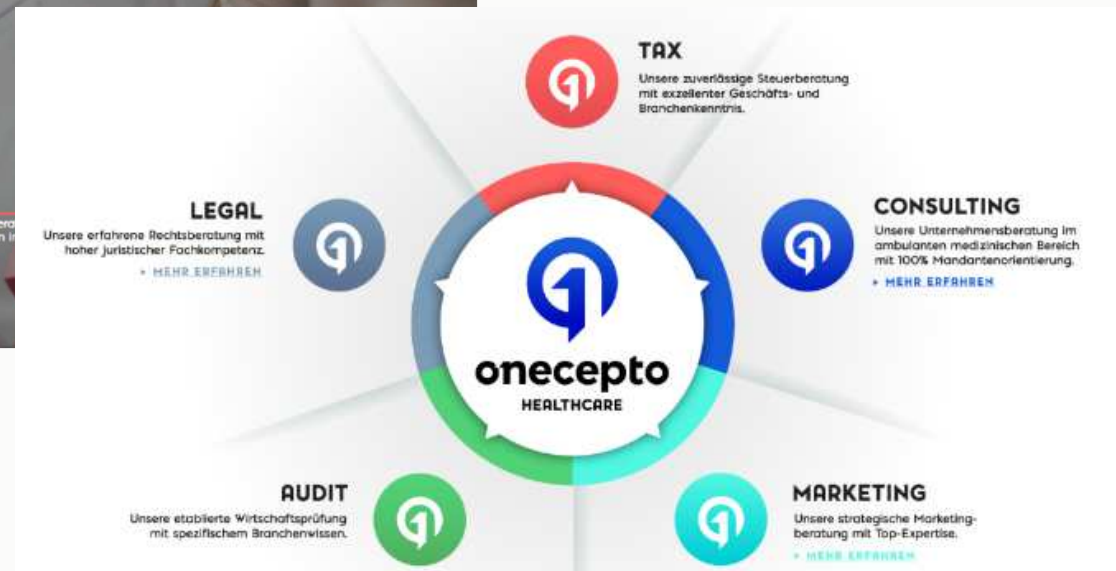 TAX
Unsere zuverlässige Steuerberatung
mit exzellenter Geschäfts- und
Branchenkenntnis.
LEGAL
Unsere erfahrene Rechtsberatung mit
hoher juristischer Fachkompetenz.
▸ MEHR ERFAHREN
CONSULTING
Unsere Unternehmensberatung im
ambulanten medizinischen Bereich
mit 100% Mandantenorientierung.
▸ MEHR ERFAHREN
onecepto
HEALTHCARE
AUDIT
Unsere etablierte Wirtschaftsprüfung
mit spezifischem Branchenwissen.
MARKETING
Unsere strategische Marketing-
beratung mit Top-Expertise.
▸ MEHR ERFAHREN